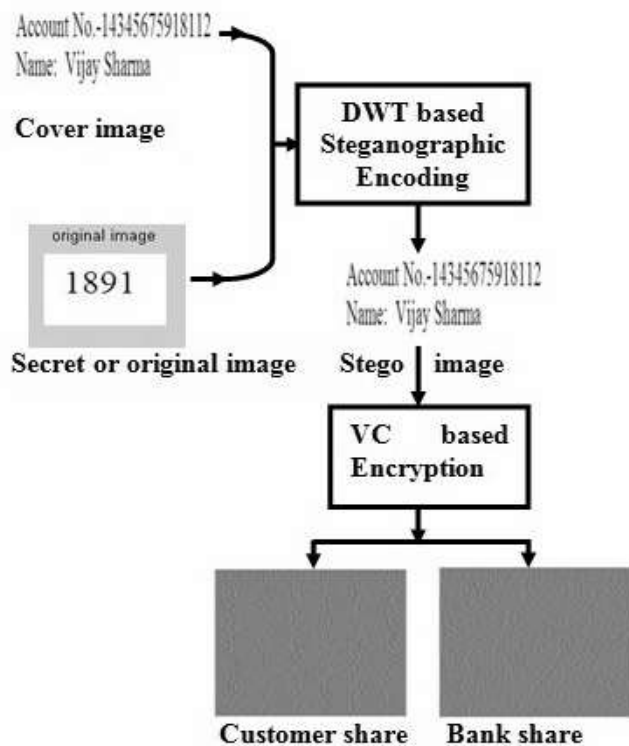 Account No.-14345675918112
Name: Vijay Sharma
Cover image
DWT based
Steganographic
Encoding
original image
1891
Secret or original image
Account No.-14345675918112
Name: Vijay Sharma
Stego image
VC based
Encryption
Customer share
Bank share